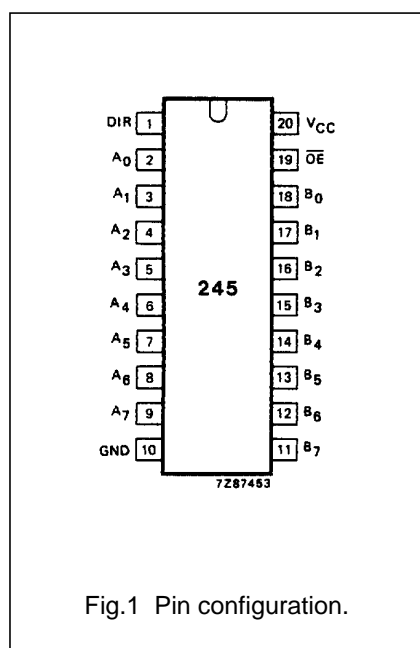 DIR 1 20 VCC
A0 2 19 OE
A1 3 18 B0
A2 4 17 B1
A3 5 16 B2
245
A4 6 15 B3
A5 7 14 B4
A6 8 13 B5
A7 9 12 B6
GND 10 11 B7
7Z87453
Fig.1 Pin configuration.